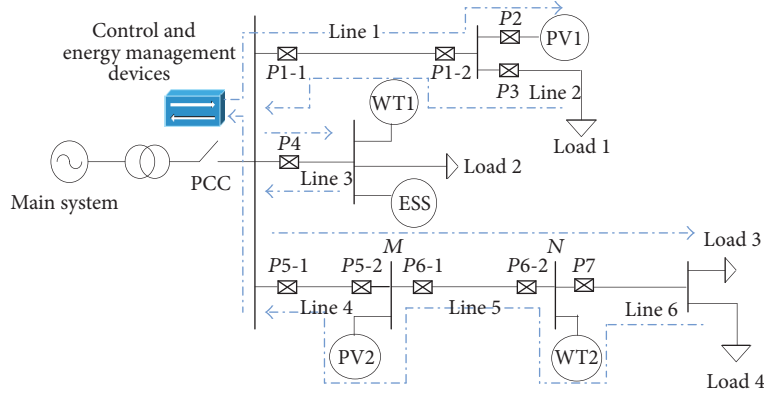 Control and
energy management
devices
Line 1
P2
PV1
P1-1
P1-2
P3
Line 2
Load 1
WT1
P4
Line 3
Load 2
ESS
PCC
Main system
M
N
Load 3
P5-1
P5-2
P6-1
P6-2
P7
Line 4
Line 5
Line 6
PV2
WT2
Load 4